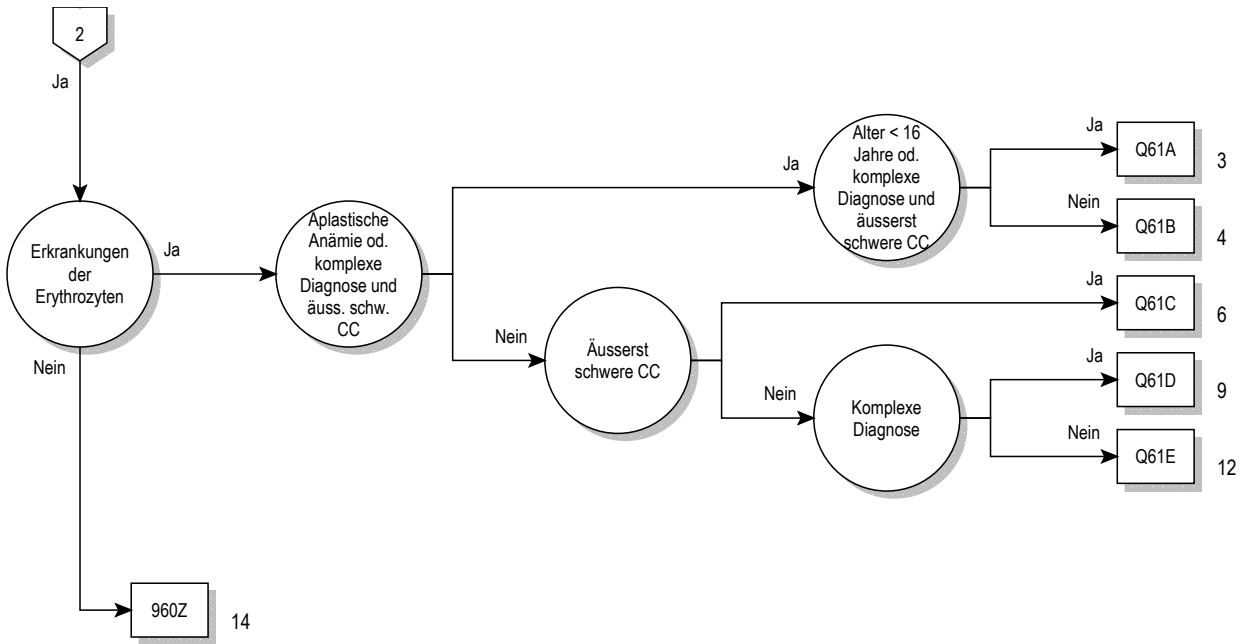 2
Ja
Erkrankungen
der
Erythrozyten
Ja
Nein
Aplastische
Anämie od.
komplexe
Diagnose und
äuss. schw.
CC
Ja
Alter < 16
Jahre od.
komplexe
Diagnose und
äusserst
schwere CC
Ja
Q61A
3
Nein
Q61B
4
Nein
Äusserst
schwere CC
Ja
Q61C
6
Nein
Komplexe
Diagnose
Ja
Q61D
9
Nein
Q61E
12
960Z
14